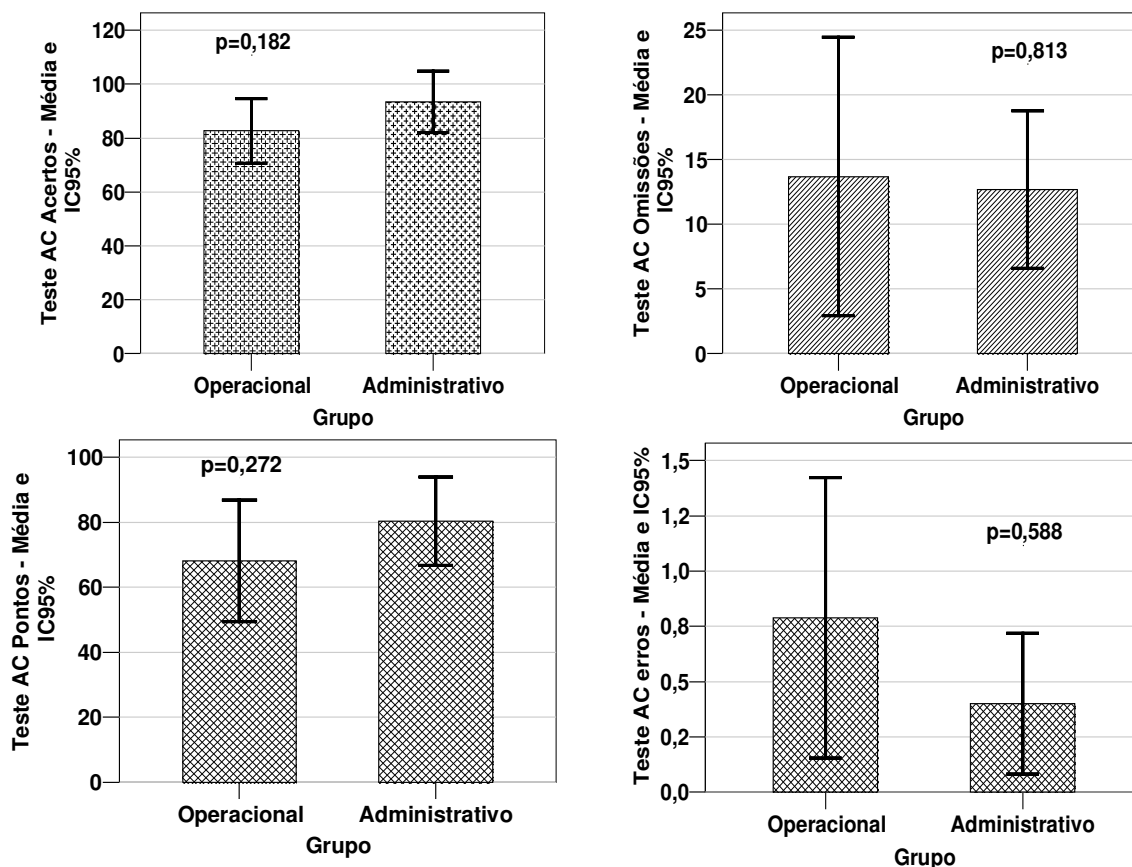 Teste AC Acertos - Média e
IC95%
120
100
80
60
40
20
0
p=0,182
Operacional
Administrativo
Grupo
Teste AC Omissões - Média e
IC95%
25
20
15
10
5
0
p=0,813
Operacional
Administrativo
Grupo
Teste AC Pontos - Média e
IC95%
100
80
60
40
20
0
p=0,272
Operacional
Administrativo
Grupo
Teste AC erros - Média e IC95%
1,5
1,2
1,0
0,8
0,5
0,2
0,0
p=0,588
Operacional
Administrativo
Grupo